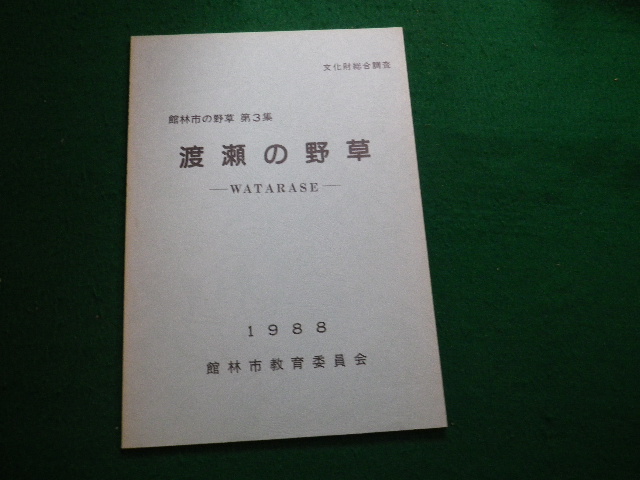 文化財総合調査
館林市の野草 第3集
渡瀬の野草
—WATARASE—
1988
館林市教育委員会